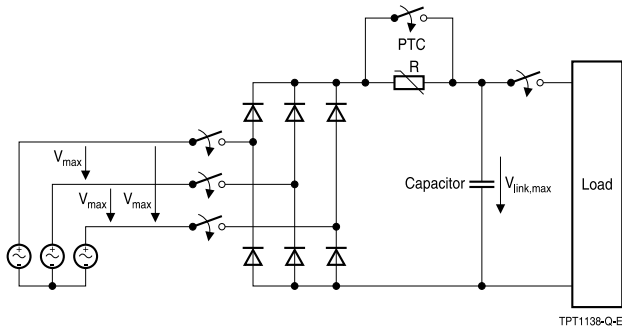 PTC
R
V max
V max
V max
Capacitor
V link,max
Load
+
-
+
-
+
-
TPT1138-Q-E